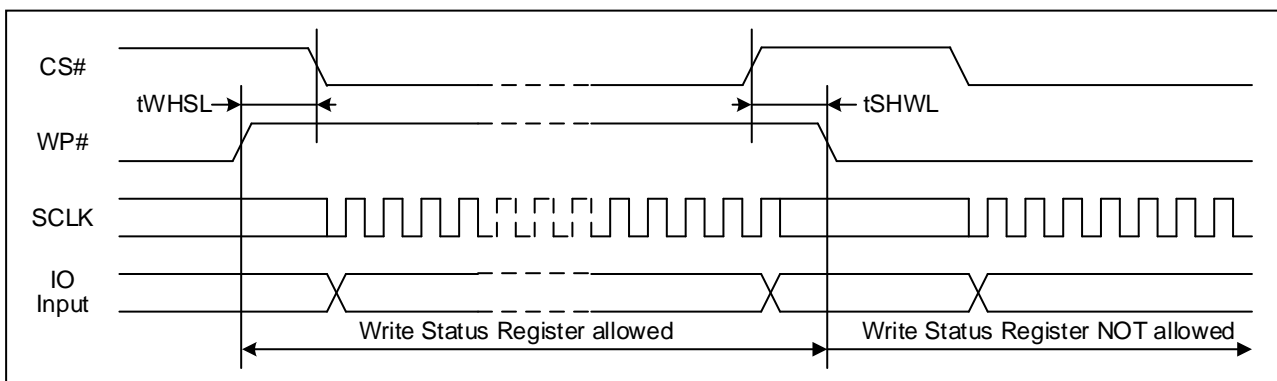 CS#
tWHSL
tSHWL
WP#
SCLK
IO
Input
Write Status Register allowed
Write Status Register NOT allowed